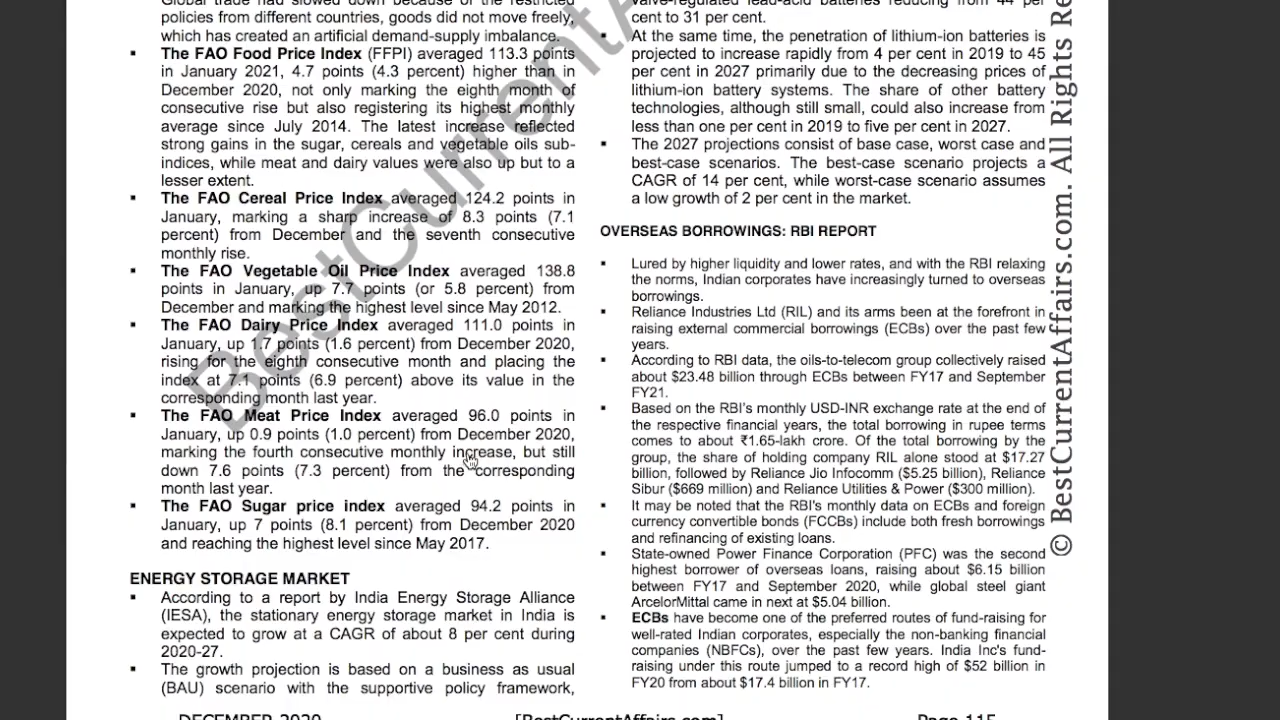 Global trade had slowed down because of the restricted
policies from different countries, goods did not move freely,
which has created an artificial demand-supply imbalance.
▪ The FAO Food Price Index (FFPI) averaged 113.3 points
in January 2021, 4.7 points (4.3 percent) higher than in
December 2020, not only marking the eighth month of
consecutive rise but also registering its highest monthly
average since July 2014. The latest increase reflected
strong gains in the sugar, cereals and vegetable oils sub-
indices, while meat and dairy values were also up but to a
lesser extent.
▪ The FAO Cereal Price Index averaged 124.2 points in
January, marking a sharp increase of 8.3 points (7.1
percent) from December and the seventh consecutive
monthly rise.
▪ The FAO Vegetable Oil Price Index averaged 138.8
points in January, up 7.7 points (or 5.8 percent) from
December and marking the highest level since May 2012.
▪ The FAO Dairy Price Index averaged 111.0 points in
January, up 1.7 points (1.6 percent) from December 2020,
rising for the eighth consecutive month and placing the
index at 7.1 points (6.9 percent) above its value in the
corresponding month last year.
▪ The FAO Meat Price Index averaged 96.0 points in
January, up 0.9 points (1.0 percent) from December 2020,
marking the fourth consecutive monthly increase, but still
down 7.6 points (7.3 percent) from the corresponding
month last year.
▪ The FAO Sugar price index averaged 94.2 points in
January, up 7 points (8.1 percent) from December 2020
and reaching the highest level since May 2017.
ENERGY STORAGE MARKET
▪ According to a report by India Energy Storage Alliance
(IESA), the stationary energy storage market in India is
expected to grow at a CAGR of about 8 per cent during
2020-27.
▪ The growth projection is based on a business as usual
(BAU) scenario with the supportive policy framework,
valve-regulated lead-acid batteries reducing from 44 per
cent to 31 per cent.
▪ At the same time, the penetration of lithium-ion batteries is
projected to increase rapidly from 4 per cent in 2019 to 45
per cent in 2027 primarily due to the decreasing prices of
lithium-ion battery systems. The share of other battery
technologies, although still small, could also increase from
less than one per cent in 2019 to five per cent in 2027.
▪ The 2027 projections consist of base case, worst case and
best-case scenarios. The best-case scenario projects a
CAGR of 14 per cent, while worst-case scenario assumes
a low growth of 2 per cent in the market.
OVERSEAS BORROWINGS: RBI REPORT
▪ Lured by higher liquidity and lower rates, and with the RBI relaxing
the norms, Indian corporates have increasingly turned to overseas
borrowings.
▪ Reliance Industries Ltd (RIL) and its arms been at the forefront in
raising external commercial borrowings (ECBs) over the past few
years.
▪ According to RBI data, the oils-to-telecom group collectively raised
about $23.48 billion through ECBs between FY17 and September
FY21.
▪ Based on the RBI's monthly USD-INR exchange rate at the end of
the respective financial years, the total borrowing in rupee terms
comes to about ₹1.65-lakh crore. Of the total borrowing by the
group, the share of holding company RIL alone stood at $17.27
billion, followed by Reliance Jio Infocomm ($5.25 billion), Reliance
Sibur ($669 million) and Reliance Utilities & Power ($300 million).
▪ It may be noted that the RBI's monthly data on ECBs and foreign
currency convertible bonds (FCCBs) include both fresh borrowings
and refinancing of existing loans.
▪ State-owned Power Finance Corporation (PFC) was the second
highest borrower of overseas loans, raising about $6.15 billion
between FY17 and September 2020, while global steel giant
ArcelorMittal came in next at $5.04 billion.
▪ ECBs have become one of the preferred routes of fund-raising for
well-rated Indian corporates, especially the non-banking financial
companies (NBFCs), over the past few years. India Inc's fund-
raising under this route jumped to a record high of $52 billion in
FY20 from about $17.4 billion in FY17.
DECEMBER 2020 [BestCurrentAffairs.com] Page 115
BestCurrentA
© BestCurrentAffairs.com. All Rights Re